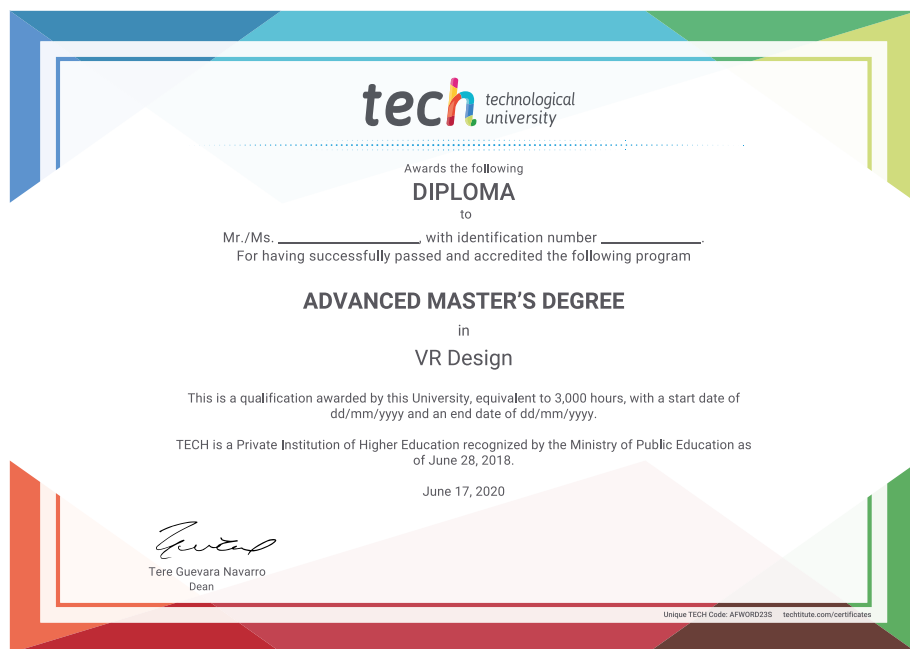 tech technological
university
Awards the following
DIPLOMA
to
Mr./Ms. ________________, with identification number ____________.
For having successfully passed and accredited the following program
ADVANCED MASTER'S DEGREE
in
VR Design
This is a qualification awarded by this University, equivalent to 3,000 hours, with a start date of
dd/mm/yyyy and an end date of dd/mm/yyyy.
TECH is a Private Institution of Higher Education recognized by the Ministry of Public Education as
of June 28, 2018.
June 17, 2020
Tere Guevara Navarro
Dean
Unique TECH Code: AFWORD23S techtitute.com/certificates